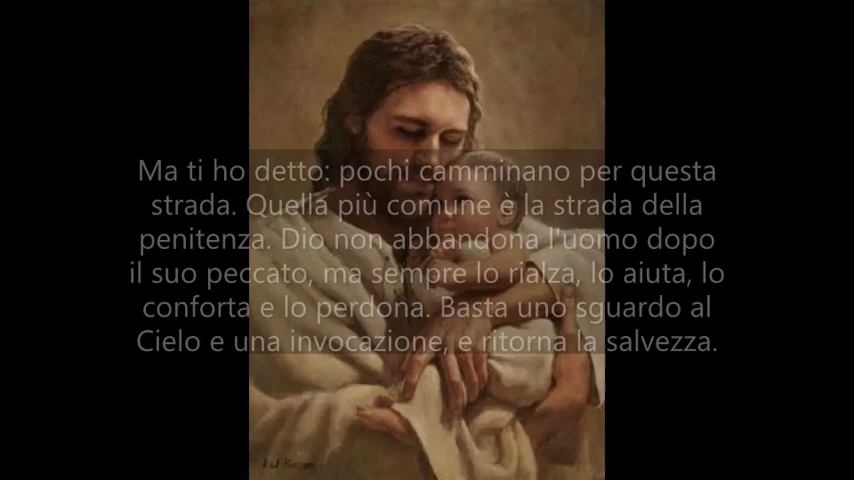 Ma ti ho detto: pochi camminano per questa
strada. Quella più comune è la strada della
penitenza. Dio non abbandona l'uomo dopo
il suo peccato, ma sempre lo rialza, lo aiuta, lo
conforta e lo perdona. Basta uno sguardo al
Cielo e una invocazione, e ritorna la salvezza.